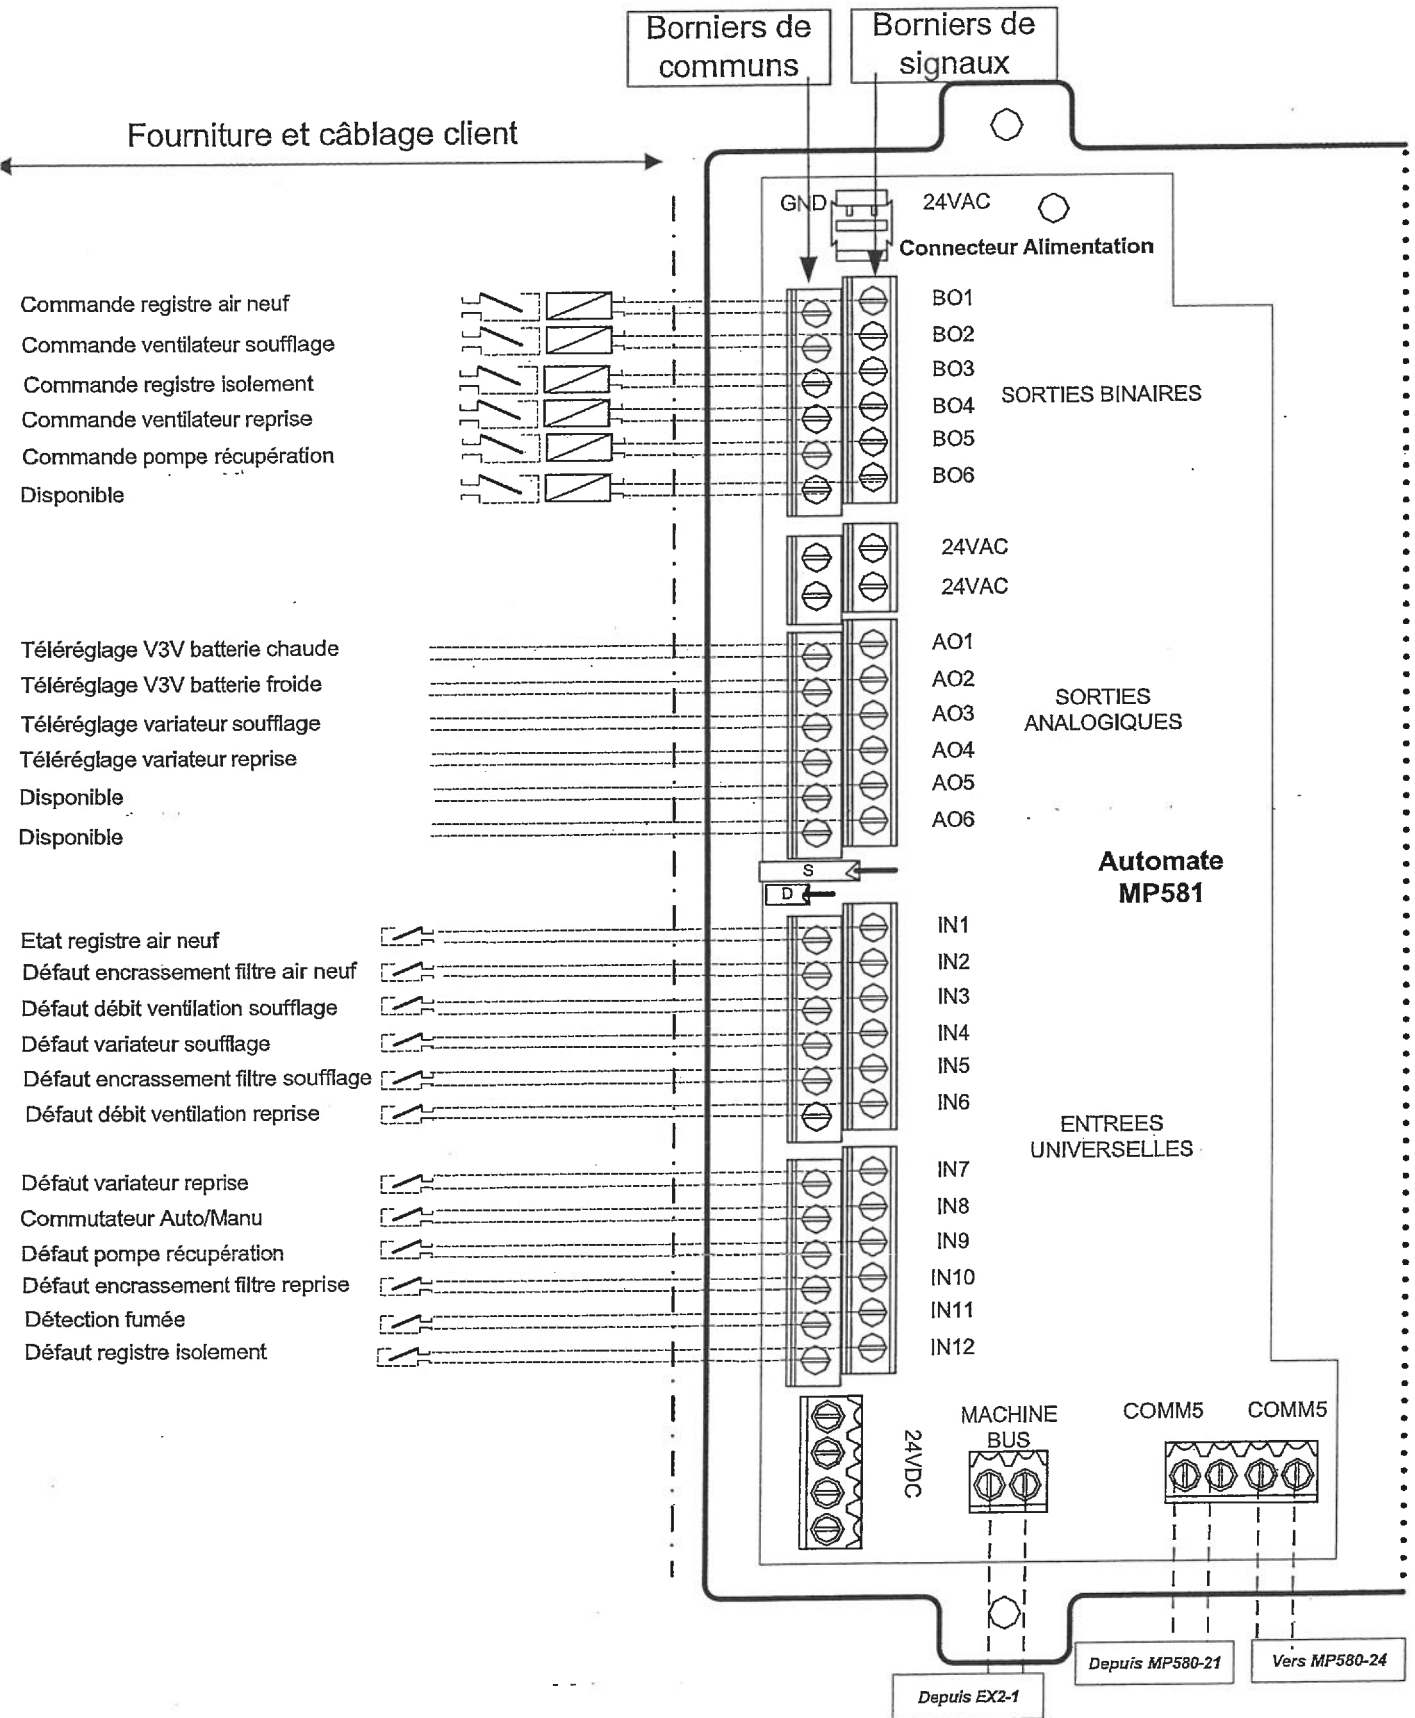 Borniers de
communs
Borniers de
signaux
Fourniture et câblage client
GND
24VAC
Connecteur Alimentation
Commande registre air neuf
BO1
Commande ventilateur soufflage
BO2
Commande registre isolement
BO3
SORTIES BINAIRES
Commande ventilateur reprise
BO4
Commande pompe récupération
BO5
Disponible
BO6
24VAC
24VAC
Téléréglage V3V batterie chaude
AO1
Téléréglage V3V batterie froide
AO2
SORTIES
ANALOGIQUES
Téléréglage variateur soufflage
AO3
Téléréglage variateur reprise
AO4
Disponible
AO5
Disponible
AO6
S
D
Automate
MP581
Etat registre air neuf
IN1
Défaut encrassement filtre air neuf
IN2
Défaut débit ventilation soufflage
IN3
Défaut variateur soufflage
IN4
Défaut encrassement filtre soufflage
IN5
Défaut débit ventilation reprise
IN6
ENTREES
UNIVERSELLES
Défaut variateur reprise
IN7
Commutateur Auto/Manu
IN8
Défaut pompe récupération
IN9
Défaut encrassement filtre reprise
IN10
Détection fumée
IN11
Défaut registre isolement
IN12
24VDC
MACHINE
BUS
COMM5
COMM5
Depuis EX2-1
Depuis MP580-21
Vers MP580-24